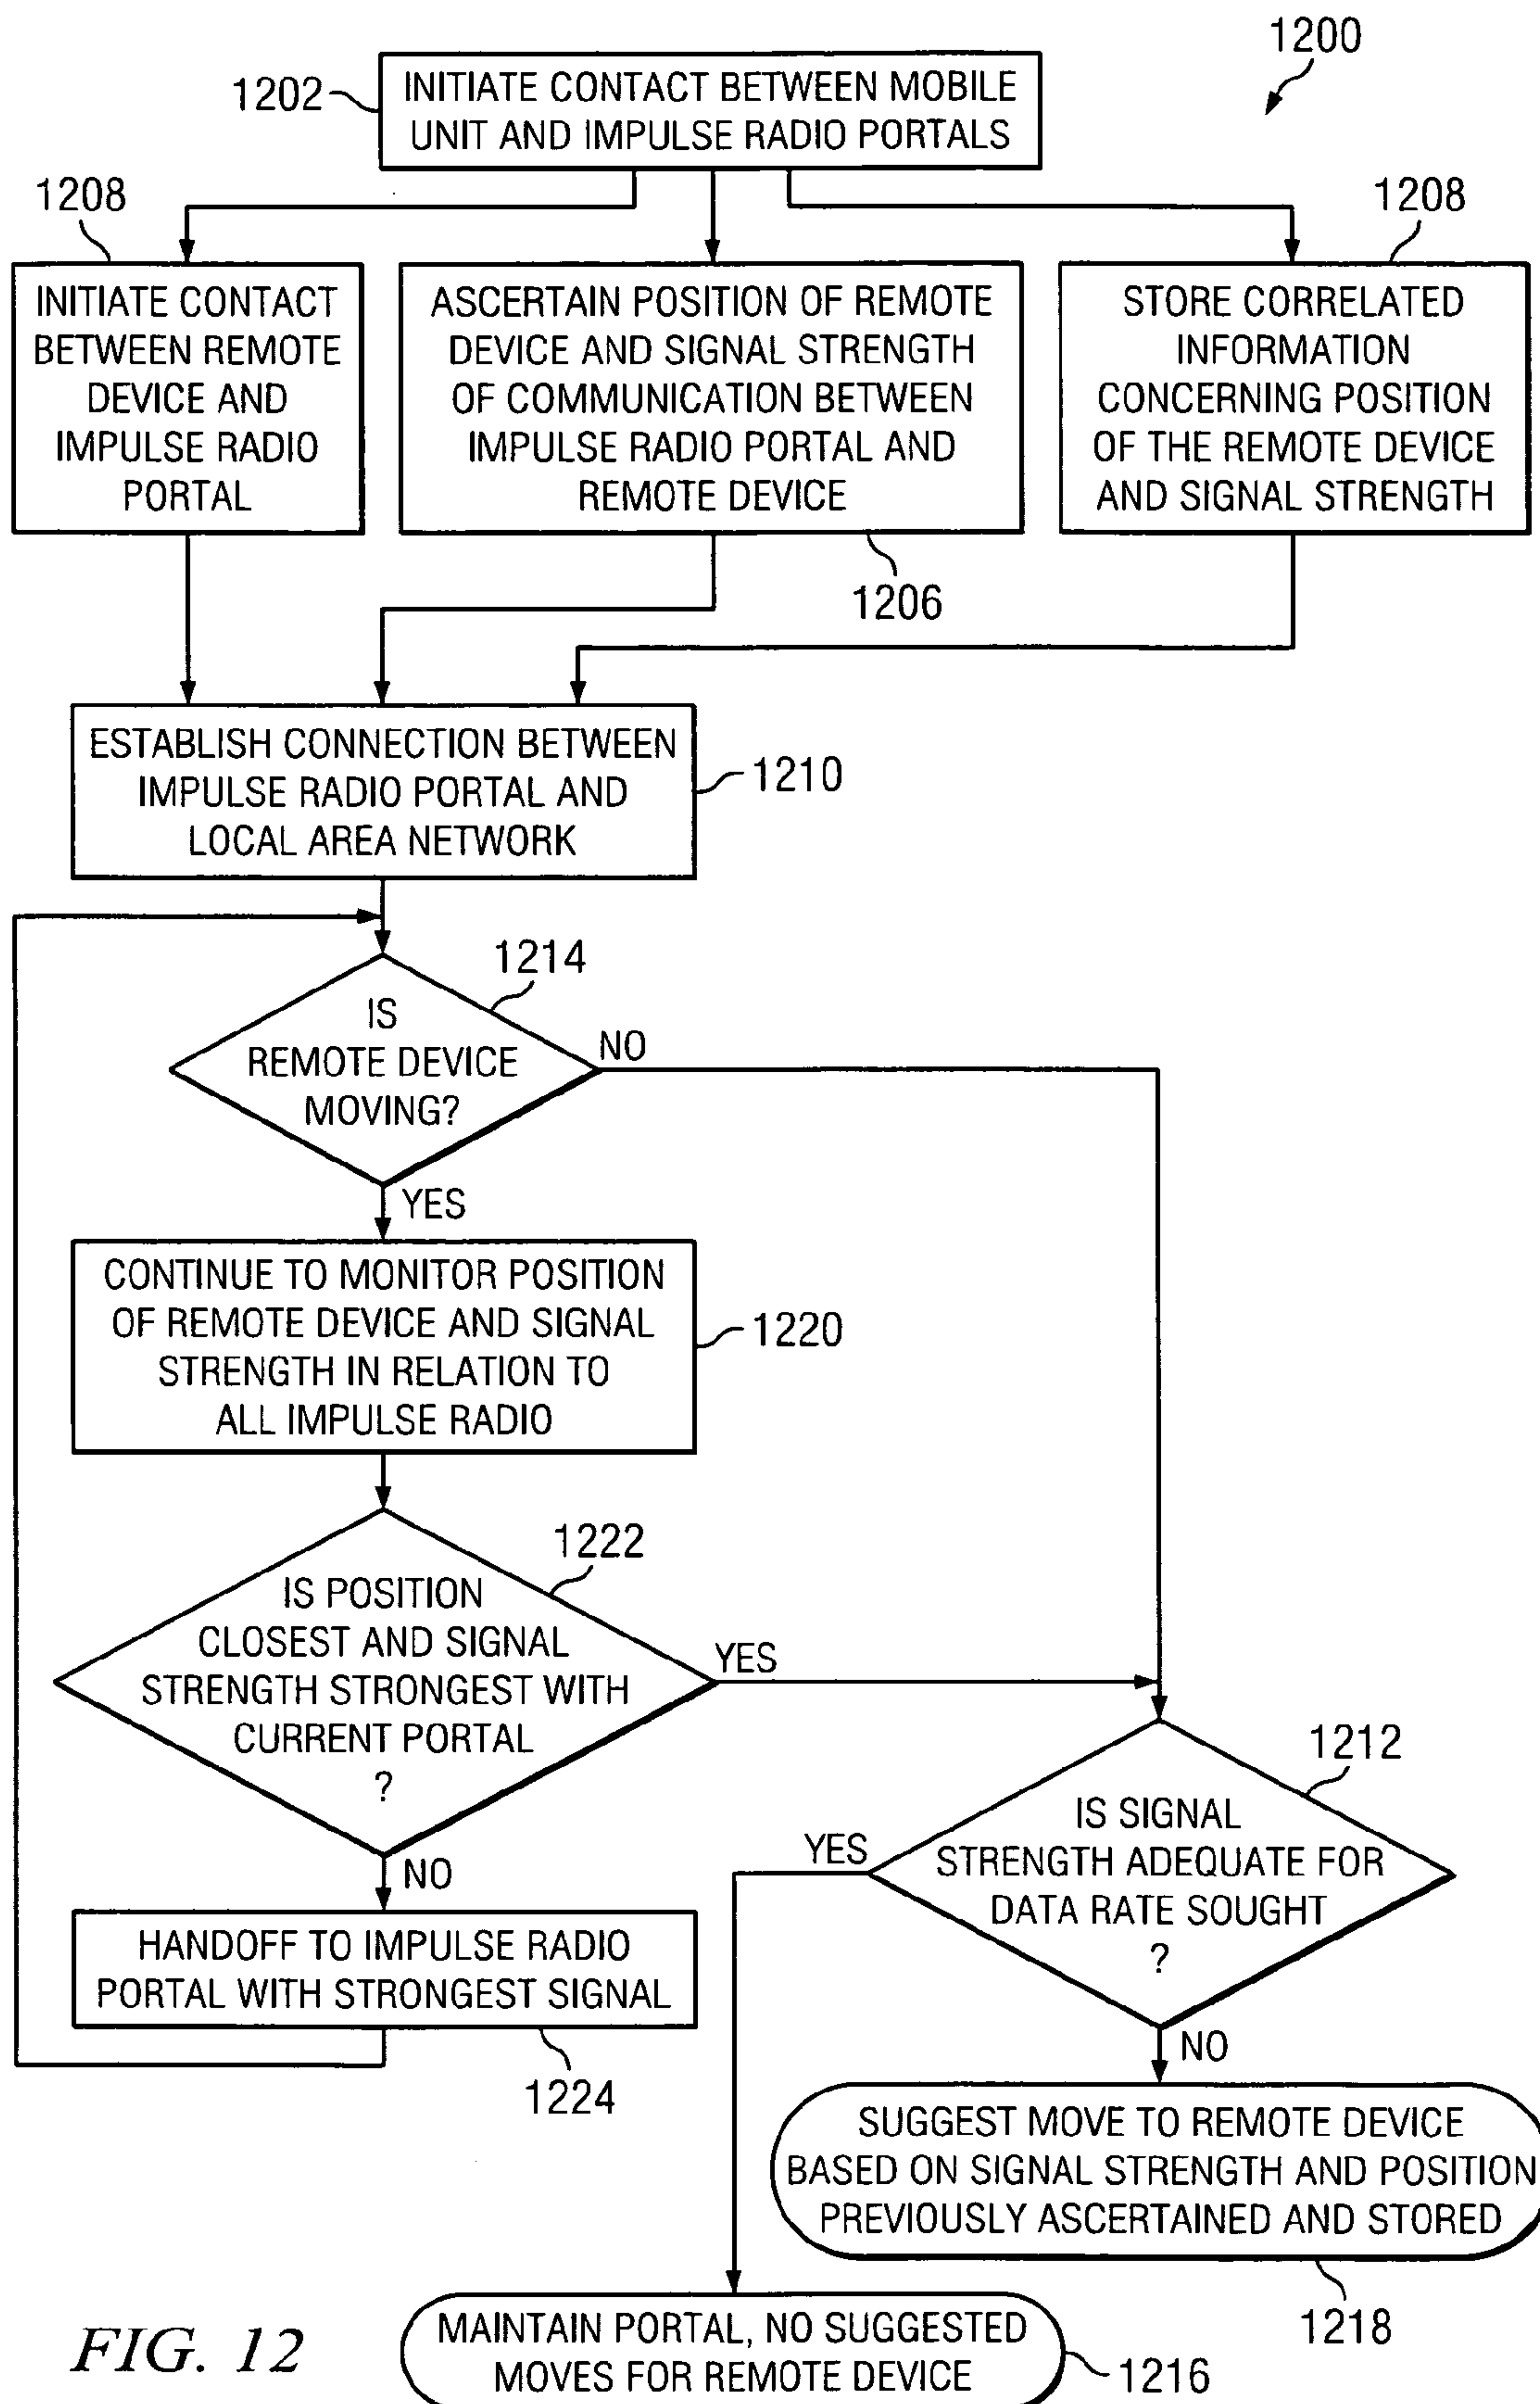 1200
1202
INITIATE CONTACT BETWEEN MOBILE
UNIT AND IMPULSE RADIO PORTALS
1208
1208
INITIATE CONTACT
BETWEEN REMOTE
DEVICE AND
IMPULSE RADIO
PORTAL
ASCERTAIN POSITION OF REMOTE
DEVICE AND SIGNAL STRENGTH
OF COMMUNICATION BETWEEN
IMPULSE RADIO PORTAL AND
REMOTE DEVICE
STORE CORRELATED
INFORMATION
CONCERNING POSITION
OF THE REMOTE DEVICE
AND SIGNAL STRENGTH
1206
ESTABLISH CONNECTION BETWEEN
IMPULSE RADIO PORTAL AND
LOCAL AREA NETWORK
1210
1214
IS
REMOTE DEVICE
MOVING?
NO
YES
CONTINUE TO MONITOR POSITION
OF REMOTE DEVICE AND SIGNAL
STRENGTH IN RELATION TO
ALL IMPULSE RADIO
1220
1222
IS POSITION
CLOSEST AND SIGNAL
STRENGTH STRONGEST WITH
CURRENT PORTAL
?
YES
NO
1212
IS SIGNAL
STRENGTH ADEQUATE FOR
DATA RATE SOUGHT
?
YES
NO
HANDOFF TO IMPULSE RADIO
PORTAL WITH STRONGEST SIGNAL
1224
SUGGEST MOVE TO REMOTE DEVICE
BASED ON SIGNAL STRENGTH AND POSITION
PREVIOUSLY ASCERTAINED AND STORED
1218
MAINTAIN PORTAL, NO SUGGESTED
MOVES FOR REMOTE DEVICE
1216
FIG. 12